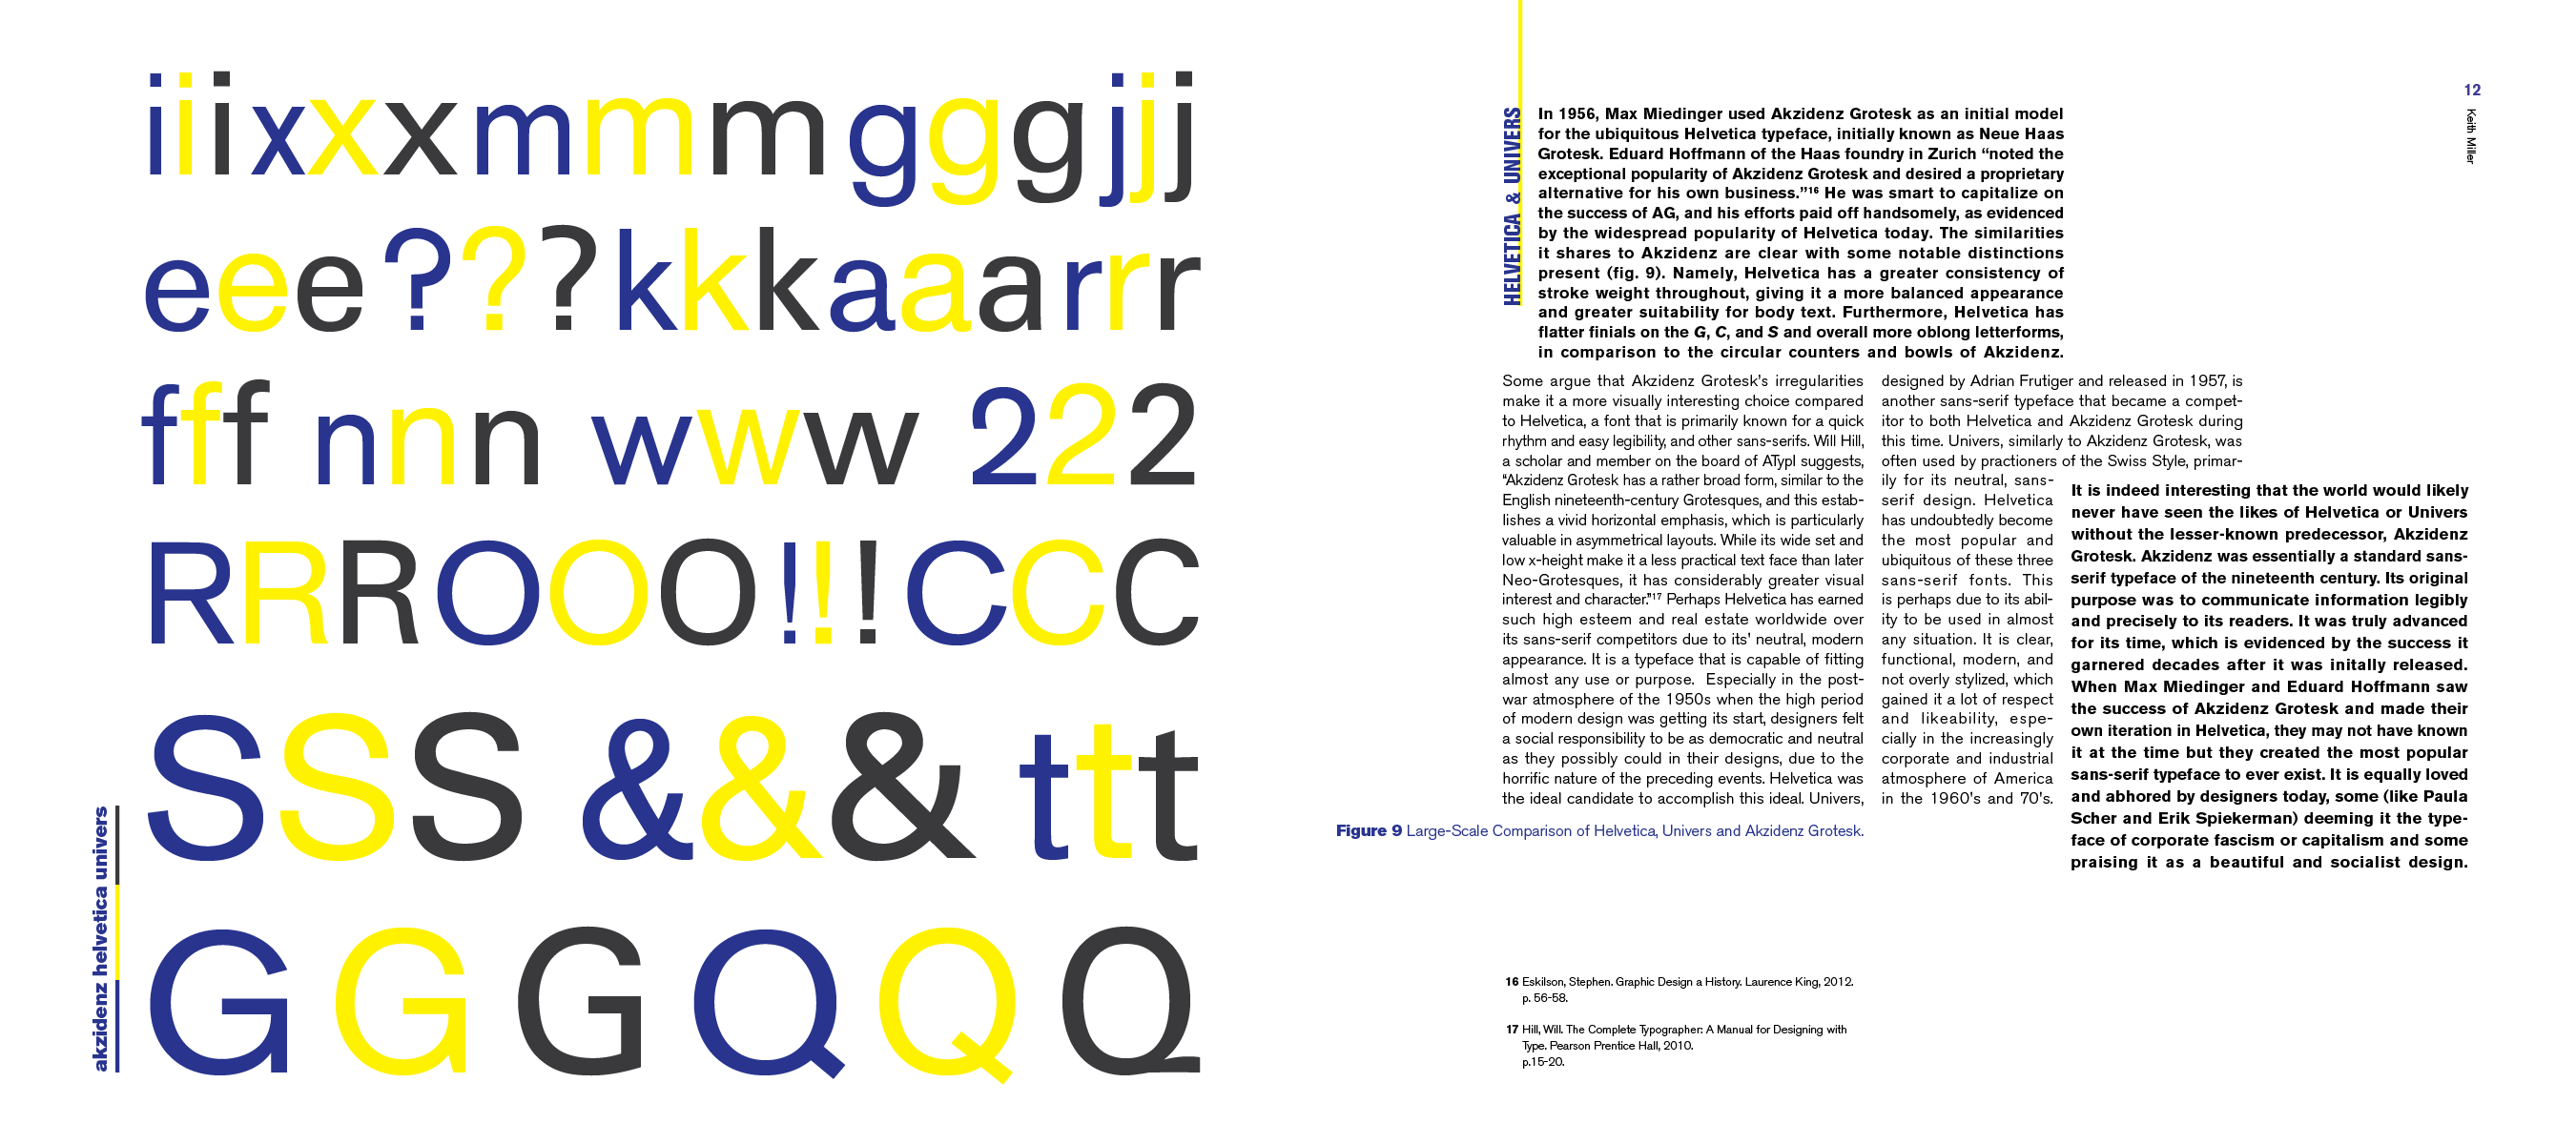 iii xxx mmm ggg jjj
eee ??? kkk aaa rrr
fff nnn www 222
RRR OOO !!! CCC
SSS &&& ttt
GGG QQQ
akzidenz helvetica univers
HELVETICA & UNIVERS
In 1956, Max Miedinger used Akzidenz Grotesk as an initial model
for the ubiquitous Helvetica typeface, initially known as Neue Haas
Grotesk. Eduard Hoffmann of the Haas foundry in Zurich “noted the
exceptional popularity of Akzidenz Grotesk and desired a proprietary
alternative for his own business.”16 He was smart to capitalize on
the success of AG, and his efforts paid off handsomely, as evidenced
by the widespread popularity of Helvetica today. The similarities
it shares to Akzidenz are clear with some notable distinctions
present (fig. 9). Namely, Helvetica has a greater consistency of
stroke weight throughout, giving it a more balanced appearance
and greater suitability for body text. Furthermore, Helvetica has
flatter finials on the G, C, and S and overall more oblong letterforms,
in comparison to the circular counters and bowls of Akzidenz.
Some argue that Akzidenz Grotesk’s irregularities
make it a more visually interesting choice compared
to Helvetica, a font that is primarily known for a quick
rhythm and easy legibility, and other sans-serifs. Will Hill,
a scholar and member on the board of ATypI suggests,
“Akzidenz Grotesk has a rather broad form, similar to the
English nineteenth-century Grotesques, and this estab-
lishes a vivid horizontal emphasis, which is particularly
valuable in asymmetrical layouts. While its wide set and
low x-height make it a less practical text face than later
Neo-Grotesques, it has considerably greater visual
interest and character.”17 Perhaps Helvetica has earned
such high esteem and real estate worldwide over
its sans-serif competitors due to its’ neutral, modern
appearance. It is a typeface that is capable of fitting
almost any use or purpose. Especially in the post-
war atmosphere of the 1950s when the high period
of modern design was getting its start, designers felt
a social responsibility to be as democratic and neutral
as they possibly could in their designs, due to the
horrific nature of the preceding events. Helvetica was
the ideal candidate to accomplish this ideal. Univers,
designed by Adrian Frutiger and released in 1957, is
another sans-serif typeface that became a compet-
itor to both Helvetica and Akzidenz Grotesk during
this time. Univers, similarly to Akzidenz Grotesk, was
often used by practioners of the Swiss Style, primar-
ily for its neutral, sans-
serif design. Helvetica
has undoubtedly become
the most popular and
ubiquitous of these three
sans-serif fonts. This
is perhaps due to its abil-
ity to be used in almost
any situation. It is clear,
functional, modern, and
not overly stylized, which
gained it a lot of respect
and likeability, espe-
cially in the increasingly
corporate and industrial
atmosphere of America
in the 1960’s and 70’s.
It is indeed interesting that the world would likely
never have seen the likes of Helvetica or Univers
without the lesser-known predecessor, Akzidenz
Grotesk. Akzidenz was essentially a standard sans-
serif typeface of the nineteenth century. Its original
purpose was to communicate information legibly
and precisely to its readers. It was truly advanced
for its time, which is evidenced by the success it
garnered decades after it was initally released.
When Max Miedinger and Eduard Hoffmann saw
the success of Akzidenz Grotesk and made their
own iteration in Helvetica, they may not have known
it at the time but they created the most popular
sans-serif typeface to ever exist. It is equally loved
and abhored by designers today, some (like Paula
Scher and Erik Spiekerman) deeming it the type-
face of corporate fascism or capitalism and some
praising it as a beautiful and socialist design.
Figure 9 Large-Scale Comparison of Helvetica, Univers and Akzidenz Grotesk.
16 Eskilson, Stephen. Graphic Design a History. Laurence King, 2012.
p. 56-58.
17 Hill, Will. The Complete Typographer: A Manual for Designing with
Type. Pearson Prentice Hall, 2010.
p.15-20.
12
Keith Miller